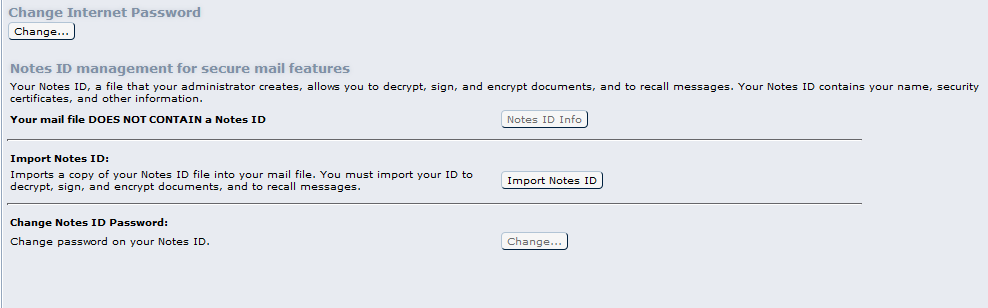 Change Internet Password
Change...
Notes ID management for secure mail features
Your Notes ID, a file that your administrator creates, allows you to decrypt, sign, and encrypt documents, and to recall messages. Your Notes ID contains your name, security
certificates, and other information.
Your mail file DOES NOT CONTAIN a Notes ID
Notes ID Info
Import Notes ID:
Imports a copy of your Notes ID file into your mail file. You must import your ID to
decrypt, sign, and encrypt documents, and to recall messages.
Import Notes ID
Change Notes ID Password:
Change password on your Notes ID.
Change...